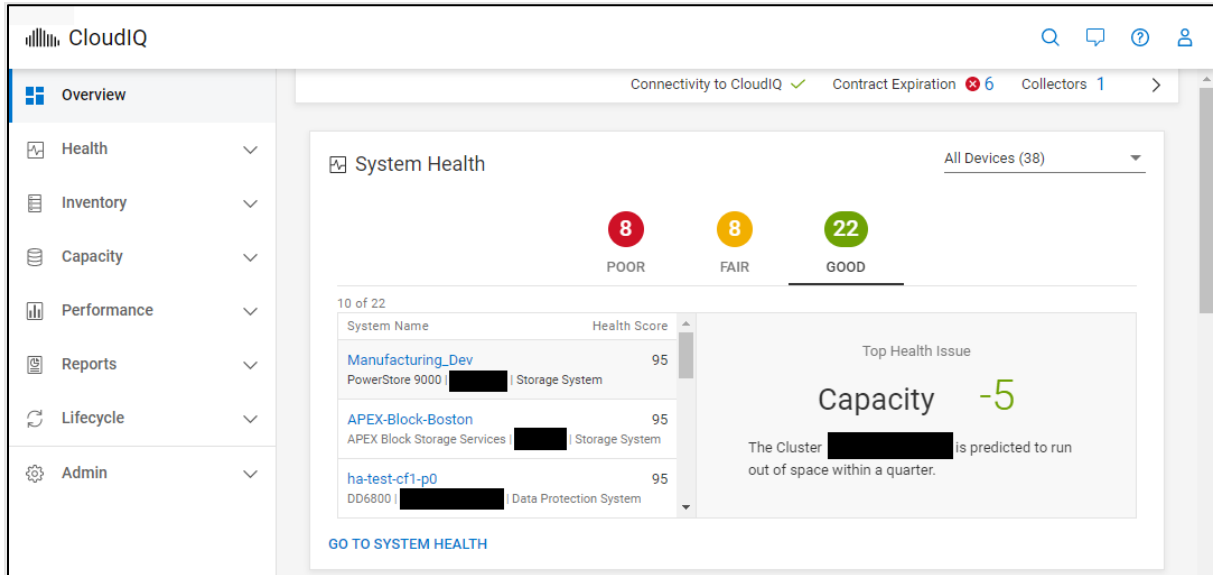 CloudIQ
Overview
Health
Inventory
Capacity
Performance
Reports
Lifecycle
Admin
Connectivity to CloudIQ Contract Expiration 6 Collectors 1
System Health
All Devices (38)
8 8 22
POOR FAIR GOOD
10 of 22
System Name Health Score
Manufacturing_Dev 95
PowerStore 9000 | | Storage System
APEX-Block-Boston 95
APEX Block Storage Services | | Storage System
ha-test-cf1-p0 95
DD6800 | | Data Protection System
Top Health Issue
Capacity -5
The Cluster is predicted to run
out of space within a quarter.
GO TO SYSTEM HEALTH